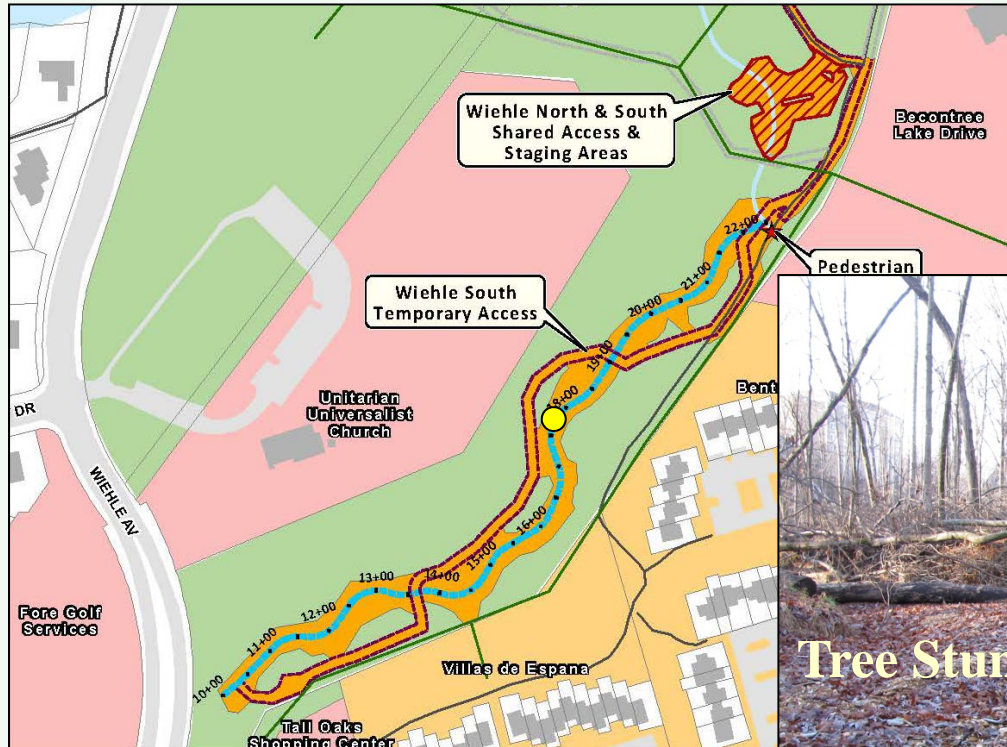 Wiehle North & South
Shared Access &
Staging Areas
Becontree
Lake Drive
22+00
Pedestrian
21+00
Wiehle South
Temporary Access
20+00
19+00
18+00
Unitarian
Universalist
Church
DR
WIEHLE AV
16+00
15+00
14+00
13+00
12+00
11+00
10+00
Fore Golf
Services
Villas de Espana
Tall Oaks
Shopping Center
Tree